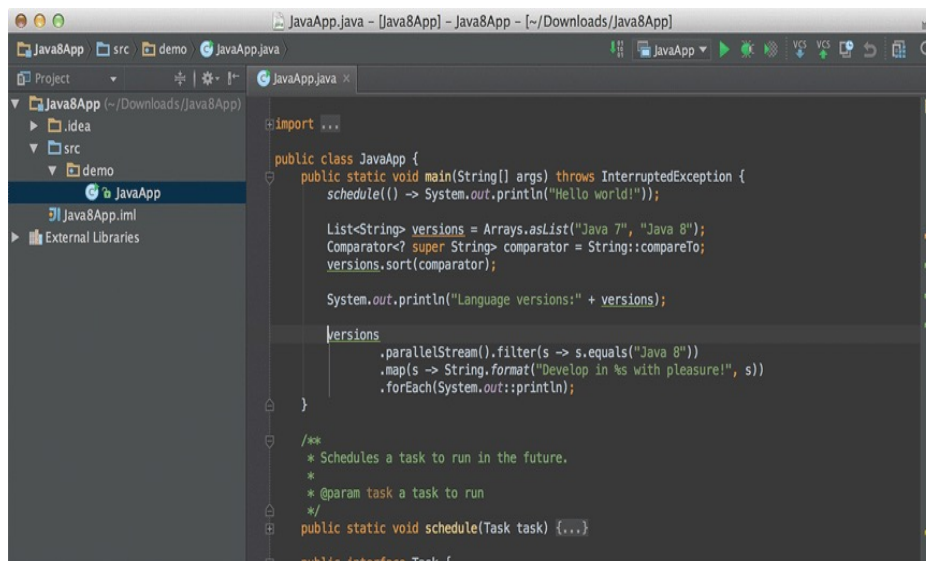 JavaApp.java - [Java8App] - Java8App - [~/Downloads/Java8App]
Java8App src demo JavaApp.java JavaApp VCS VCS
Project JavaApp.java
Java8App (~/Downloads/Java8App)
.idea
src
demo
JavaApp
Java8App.iml
External Libraries
import ...
public class JavaApp {
public static void main(String[] args) throws InterruptedException {
schedule(() -> System.out.println("Hello world!"));
List<String> versions = Arrays.asList("Java 7", "Java 8");
Comparator<? super String> comparator = String::compareTo;
versions.sort(comparator);
System.out.println("Language versions:" + versions);
versions
.parallelStream().filter(s -> s.equals("Java 8"))
.map(s -> String.format("Develop in %s with pleasure!", s))
.forEach(System.out::println);
}
/**
* Schedules a task to run in the future.
*
* @param task a task to run
*/
public static void schedule(Task task) {...}
public interface Task {